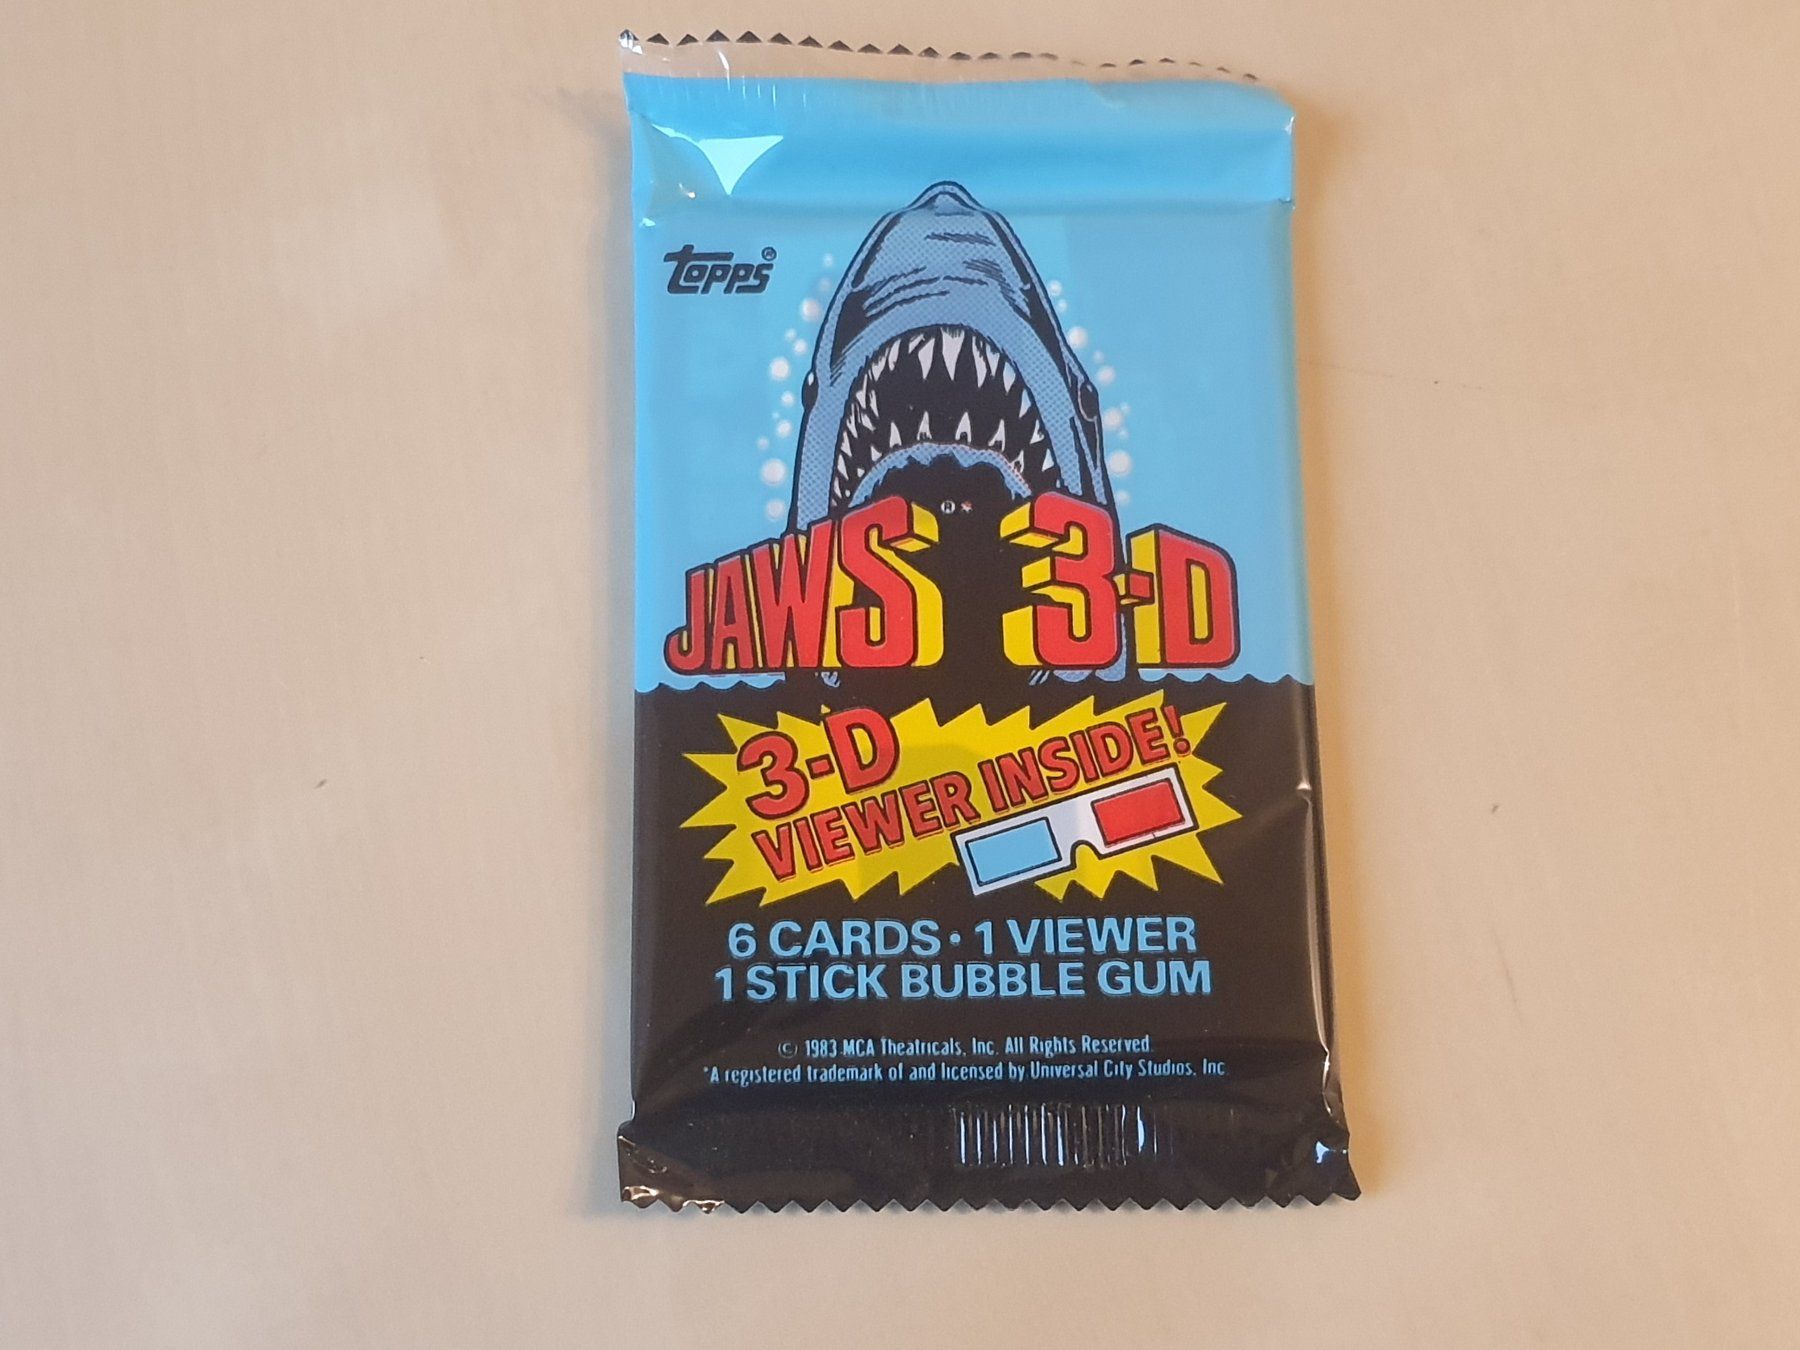 topps®
JAWS 3-D
® *
3-D
VIEWER INSIDE!
6 CARDS · 1 VIEWER
1 STICK BUBBLE GUM
© 1983 MCA Theatricals, Inc. All Rights Reserved.
*A registered trademark of and licensed by Universal City Studios, Inc.